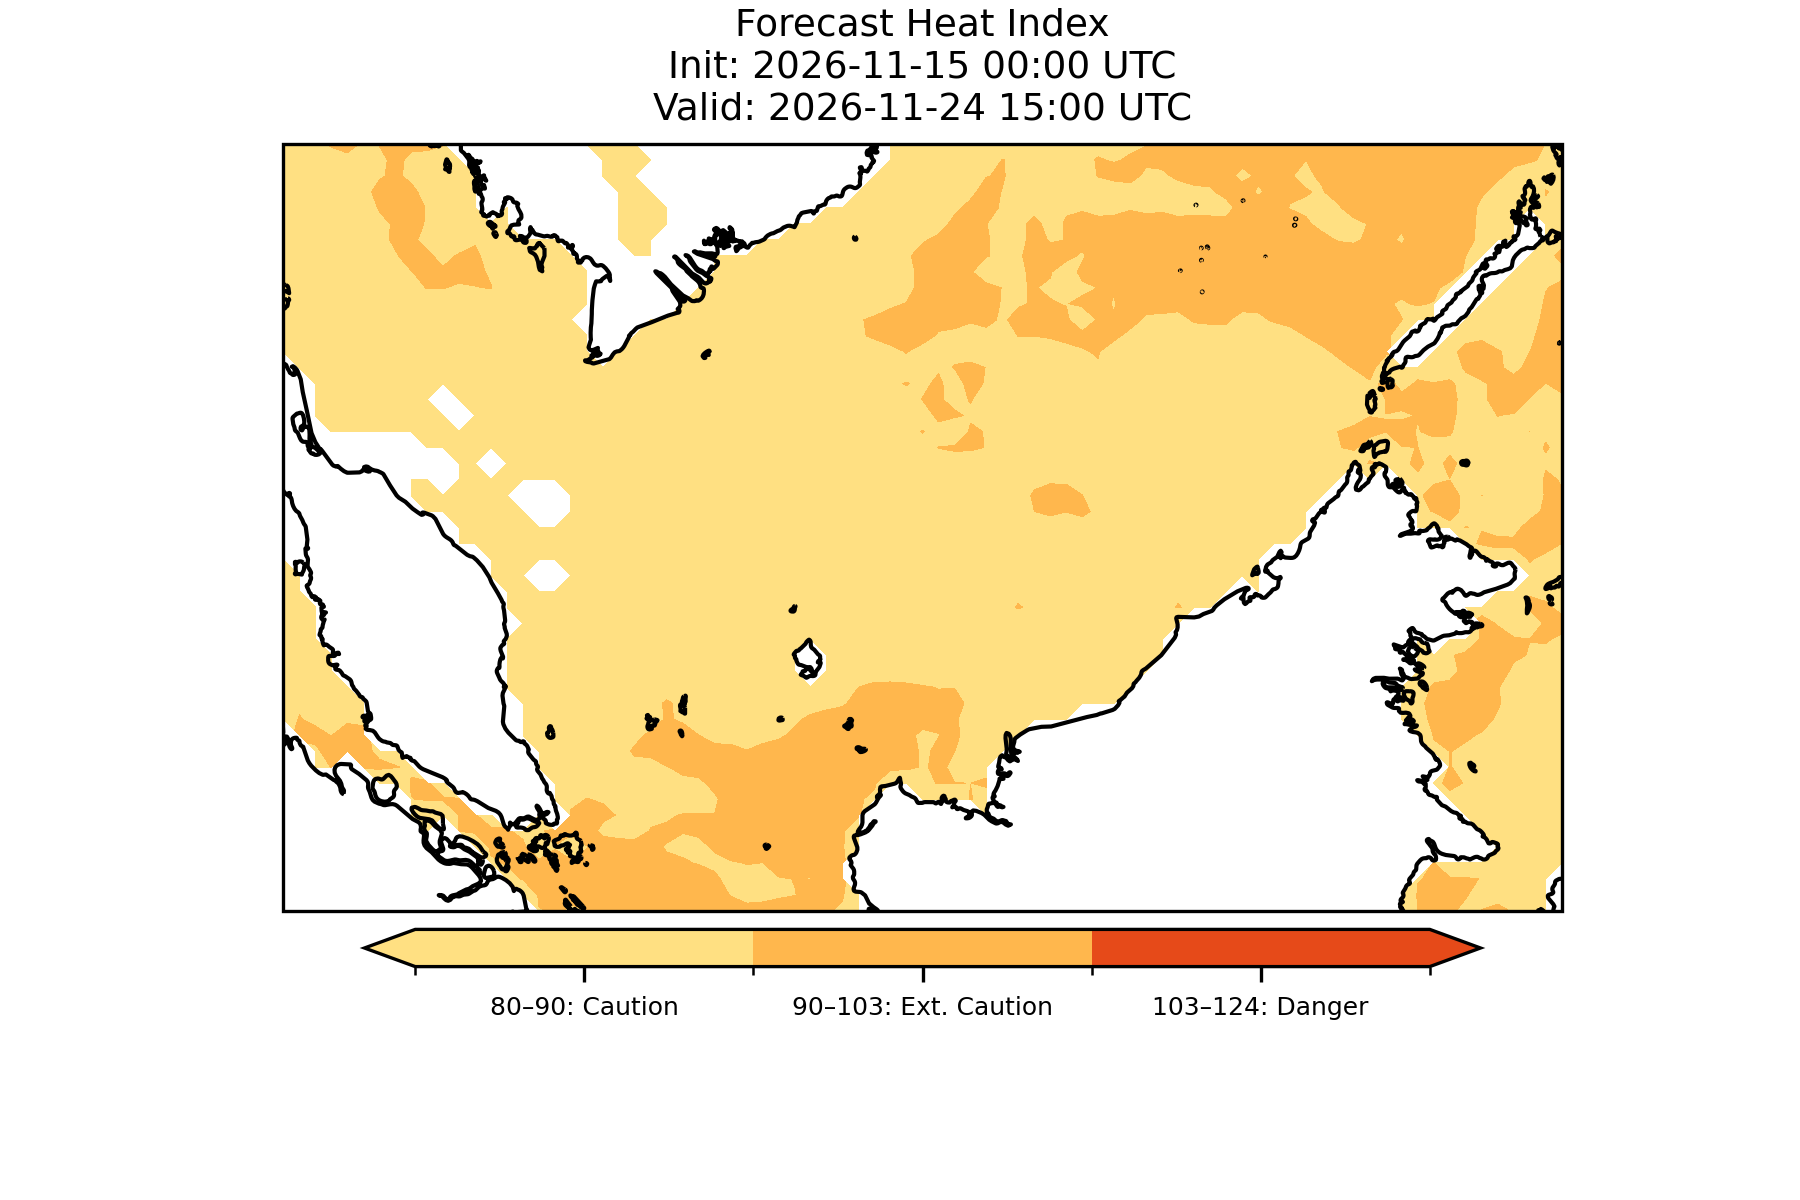 Forecast Heat Index
Init: 2026-11-15 00:00 UTC
Valid: 2026-11-24 15:00 UTC
80–90: Caution
90–103: Ext. Caution
103–124: Danger